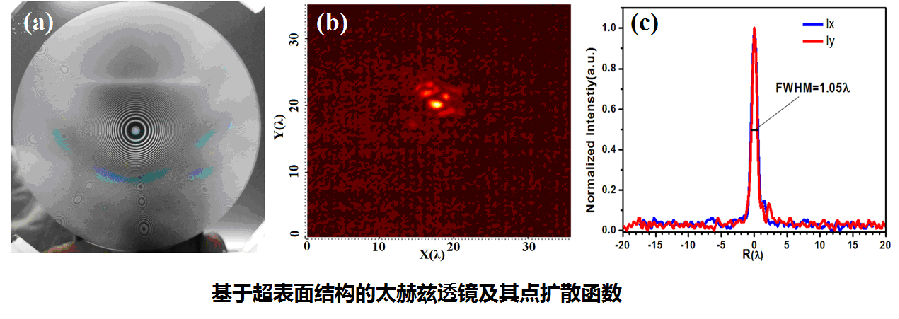 (a)
(b)
35
30
20
10
0
Y(λ)
0
10
20
30
X(λ)
(c)
Ix
Iy
FWHM=1.05λ
1.0
0.8
0.6
0.4
0.2
0.0
Normalized Intenstiy(a.u.)
-20 -15 -10 -5 0 5 10 15 20
R(λ)
基于超表面结构的太赫兹透镜及其点扩散函数